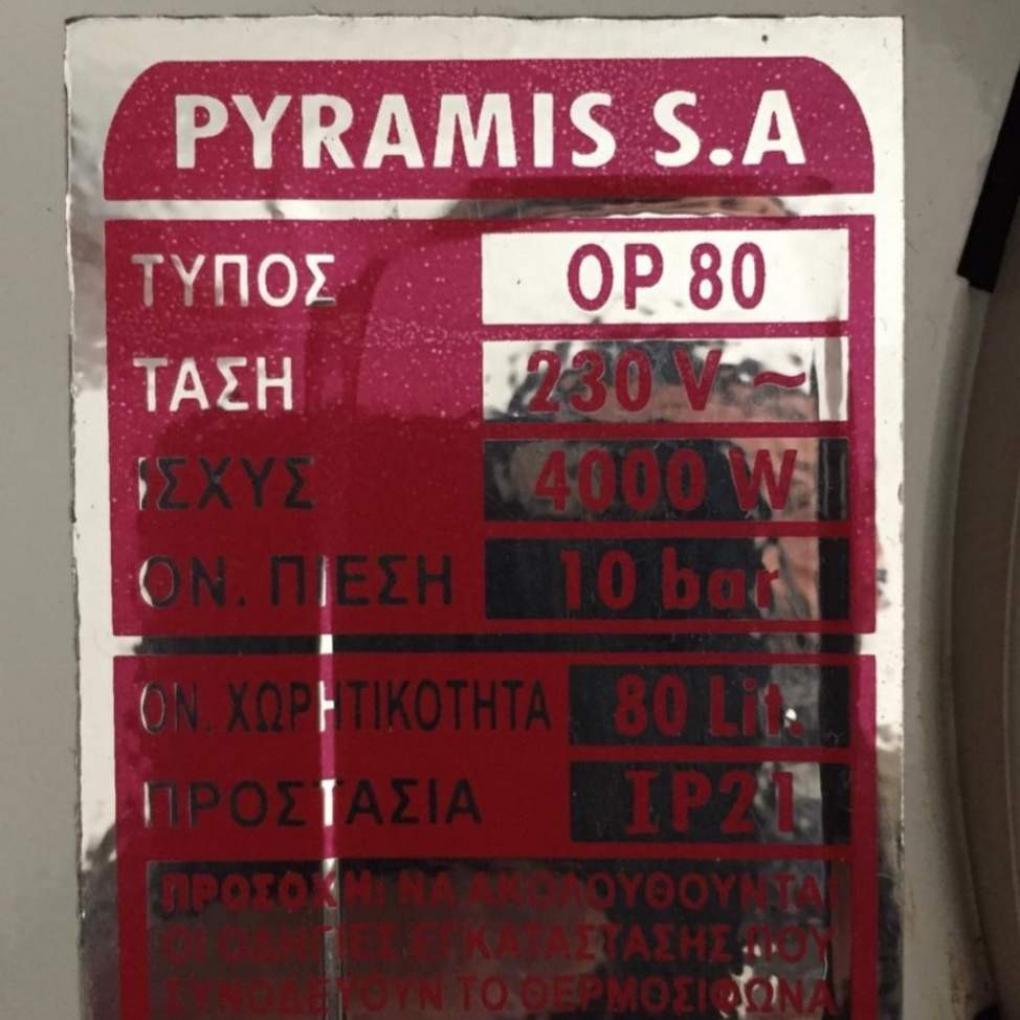 PYRAMIS S.A
ΤΥΠΟΣ OP 80
ΤΑΣΗ 230 V ~
ΙΣΧΥΣ 4000 W
ΟΝ. ΠΙΕΣΗ 10 bar
ΟΝ. ΧΩΡΗΤΙΚΟΤΗΤΑ 80 Lit.
ΠΡΟΣΤΑΣΙΑ IP21
ΠΡΟΣΟΧΗ: ΝΑ ΑΚΟΛΟΥΘΟΥΝΤΑΙ
ΟΙ ΟΔΗΓΙΕΣ ΕΓΚΑΤΑΣΤΑΣΗΣ ΠΟΥ
ΣΥΝΟΔΕΥΟΥΝ ΤΟ ΘΕΡΜΟΣΙΦΩΝΑ